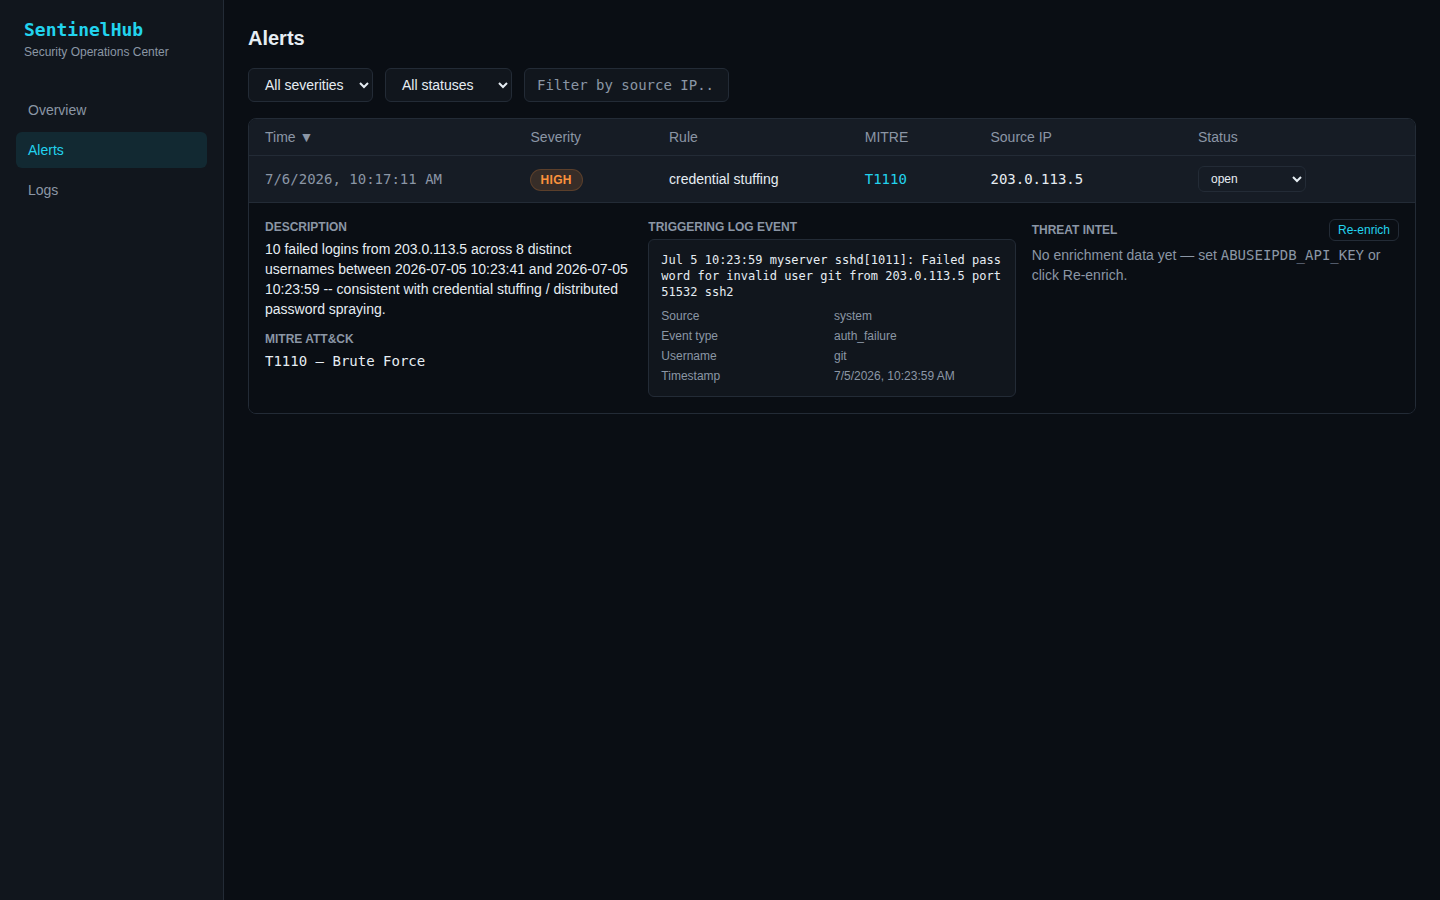 SentinelHub
Security Operations Center
Overview
Alerts
Logs
Alerts
All severities
All statuses
Filter by source IP..
Time ▼ Severity Rule MITRE Source IP Status
7/6/2026, 10:17:11 AM HIGH credential stuffing T1110 203.0.113.5 open
DESCRIPTION
10 failed logins from 203.0.113.5 across 8 distinct
usernames between 2026-07-05 10:23:41 and 2026-07-05
10:23:59 -- consistent with credential stuffing / distributed
password spraying.
MITRE ATT&CK
T1110 — Brute Force
TRIGGERING LOG EVENT
Jul 5 10:23:59 myserver sshd[1011]: Failed pass
word for invalid user git from 203.0.113.5 port
51532 ssh2
Source system
Event type auth_failure
Username git
Timestamp 7/5/2026, 10:23:59 AM
THREAT INTEL
Re-enrich
No enrichment data yet — set ABUSEIPDB_API_KEY or
click Re-enrich.